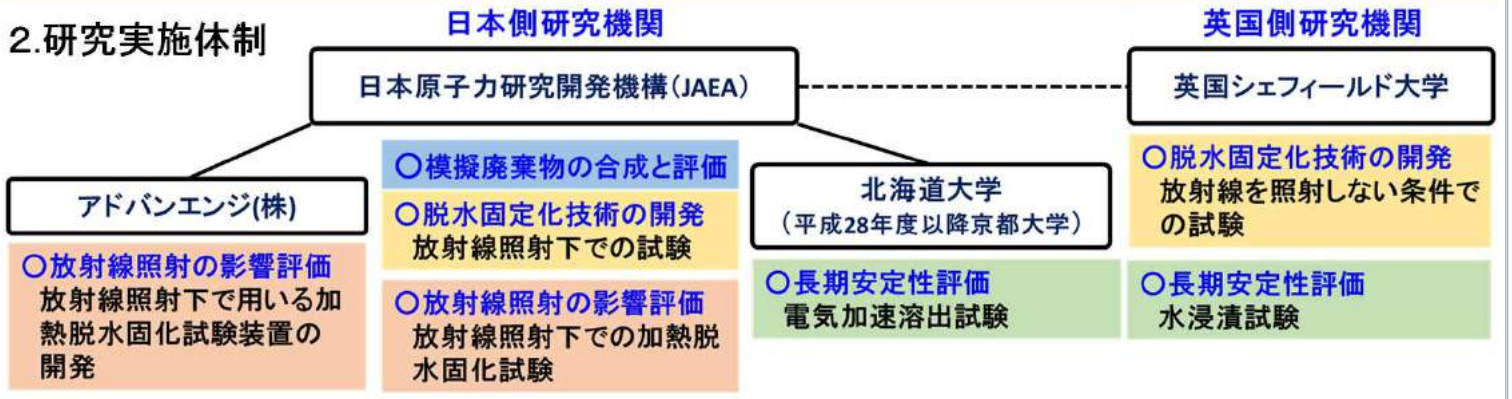 2.研究実施体制
日本側研究機関
英国側研究機関
日本原子力研究開発機構(JAEA)
英国シェフィールド大学
アドバンエンジ(株)
〇放射線照射の影響評価
放射線照射下で用いる加
熱脱水固化試験装置の
開発
〇模擬廃棄物の合成と評価
〇脱水固定化技術の開発
放射線照射下での試験
〇放射線照射の影響評価
放射線照射下での加熱脱
水固化試験
北海道大学
(平成28年度以降京都大学)
〇長期安定性評価
電気加速溶出試験
〇脱水固定化技術の開発
放射線を照射しない条件で
の試験
〇長期安定性評価
水浸漬試験